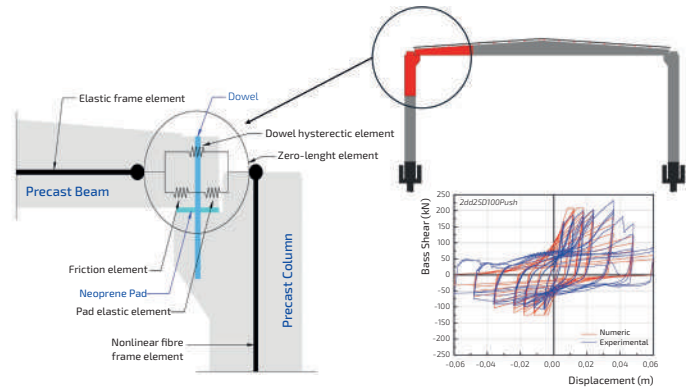 Dowel
Elastic frame element
Dowel hysterectic element
Zero-lenght element
Precast Beam
Friction element
Neoprene Pad
Pad elastic element
Nonlinear fibre
frame element
Precast Column
2dd2SD100Push
Bass Shear (kN)
250
200
150
100
50
0
-50
-100
-150
-200
-250
Numeric
Experimental
-0,06 -0,04 -0,02 0,00 0,02 0,04 0,06
Displacement (m)